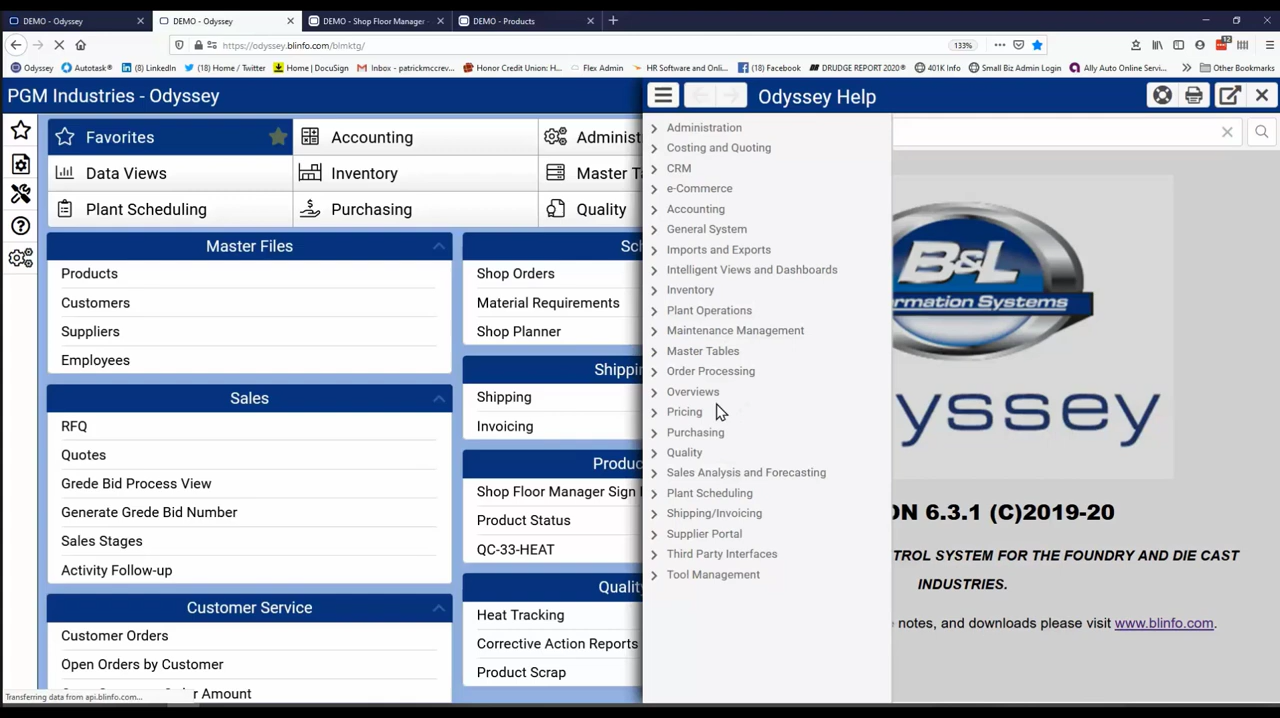 DEMO - Odyssey
DEMO - Odyssey
DEMO - Shop Floor Manager -
DEMO - Products
https://odyssey.blinfo.com/blmktg/
133%
12
Odyssey
Autotask®
(8) LinkedIn
(18) Home / Twitter
Home | DocuSign
Inbox - patrickmccrev...
Honor Credit Union: H...
Flex Admin
HR Software and Onli...
(18) Facebook
DRUDGE REPORT 2020®
401K Info
Small Biz Admin Login
Ally Auto Online Servi...
Other Bookmarks
PGM Industries - Odyssey
Odyssey Help
Favorites
Accounting
Administ
Data Views
Inventory
Master Ta
Plant Scheduling
Purchasing
Quality
Master Files
Products
Customers
Suppliers
Employees
Sales
RFQ
Quotes
Grede Bid Process View
Generate Grede Bid Number
Sales Stages
Activity Follow-up
Customer Service
Customer Orders
Open Orders by Customer
Order Amount
Sc
Shop Orders
Material Requirements
Shop Planner
Shippi
Shipping
Invoicing
Produc
Shop Floor Manager Sign
Product Status
QC-33-HEAT
Quality
Heat Tracking
Corrective Action Reports
Product Scrap
Administration
Costing and Quoting
CRM
e-Commerce
Accounting
General System
Imports and Exports
Intelligent Views and Dashboards
Inventory
Plant Operations
Maintenance Management
Master Tables
Order Processing
Overviews
Pricing
Purchasing
Quality
Sales Analysis and Forecasting
Plant Scheduling
Shipping/Invoicing
Supplier Portal
Third Party Interfaces
Tool Management
B&L
ormation Systems
yssey
ON 6.3.1 (C)2019-20
TROL SYSTEM FOR THE FOUNDRY AND DIE CAST
INDUSTRIES.
notes, and downloads please visit www.blinfo.com.
Transferring data from api.blinfo.com...